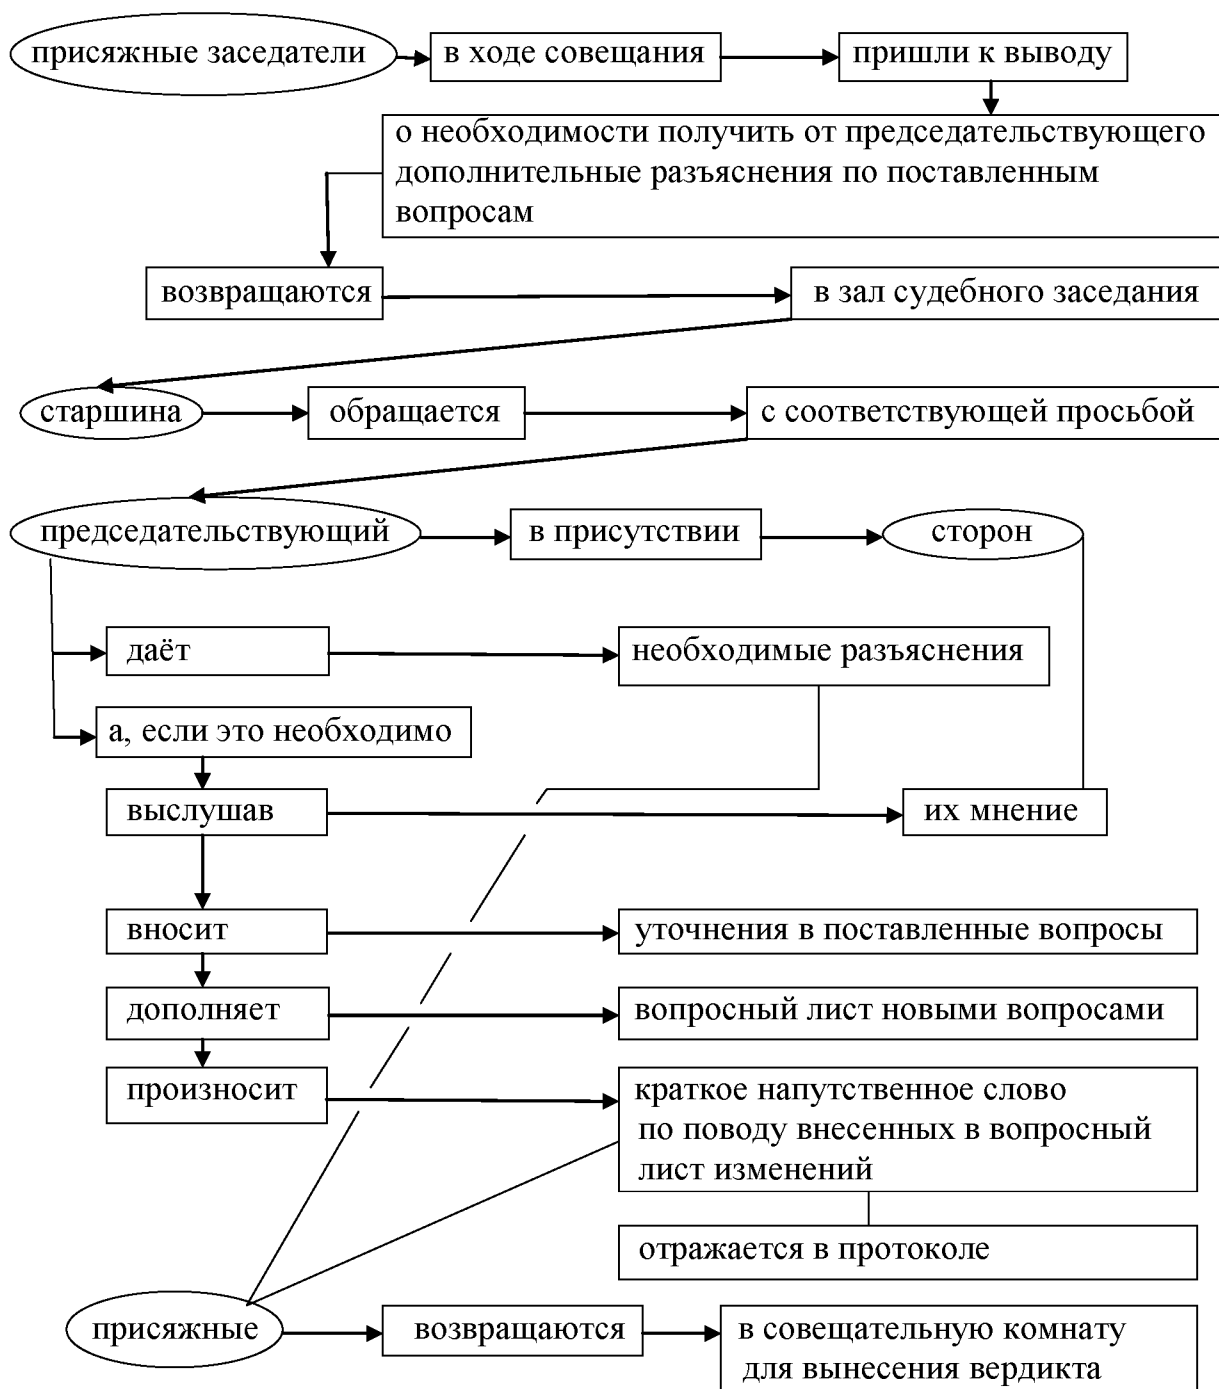 присяжные заседатели
в ходе совещания
пришли к выводу
о необходимости получить от председательствующего
дополнительные разъяснения по поставленным
вопросам
возвращаются
в зал судебного заседания
старшина
обращается
с соответствующей просьбой
председательствующий
в присутствии
сторон
даёт
необходимые разъяснения
а, если это необходимо
выслушав
их мнение
вносит
уточнения в поставленные вопросы
дополняет
вопросный лист новыми вопросами
произносит
краткое напутственное слово
по поводу внесенных в вопросный
лист изменений
отражается в протоколе
присяжные
возвращаются
в совещательную комнату
для вынесения вердикта